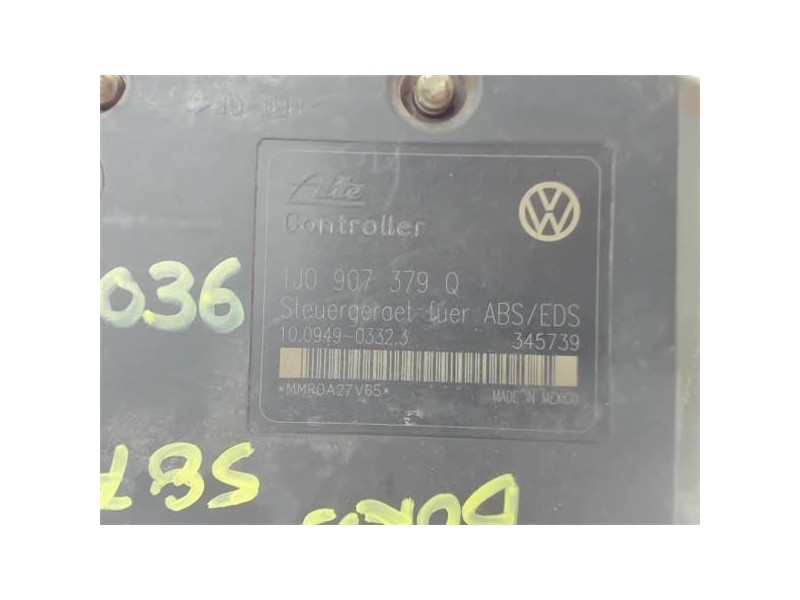 Ate
Controller
1J0 907 379 Q
Steuergeraet fuer ABS/EDS
10.0949-0332.3 345739
*MMR0A27V65*
MADE IN MEXICO
036
587